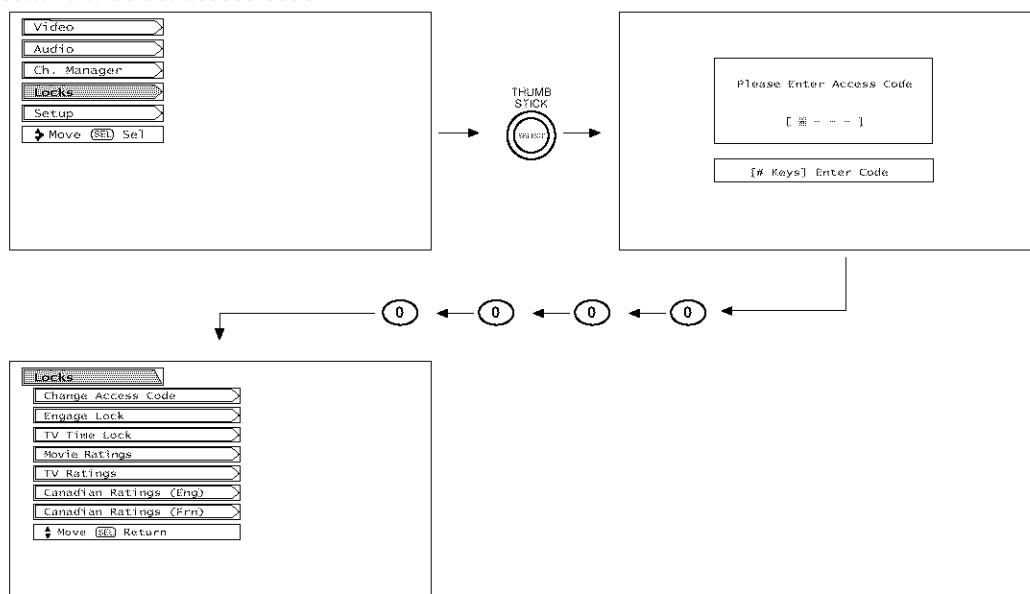 Video
Audio
Ch. Manager
Locks
Setup
Move SEL Sel
THUMB
STICK
SELECT
Please Enter Access Code
[ - - - ]
[# Keys] Enter Code
0 0 0 0
Locks
Change Access Code
Engage Lock
TV Time Lock
Movie Ratings
TV Ratings
Canadian Ratings (Eng)
Canadian Ratings (Frn)
Move SEL Return